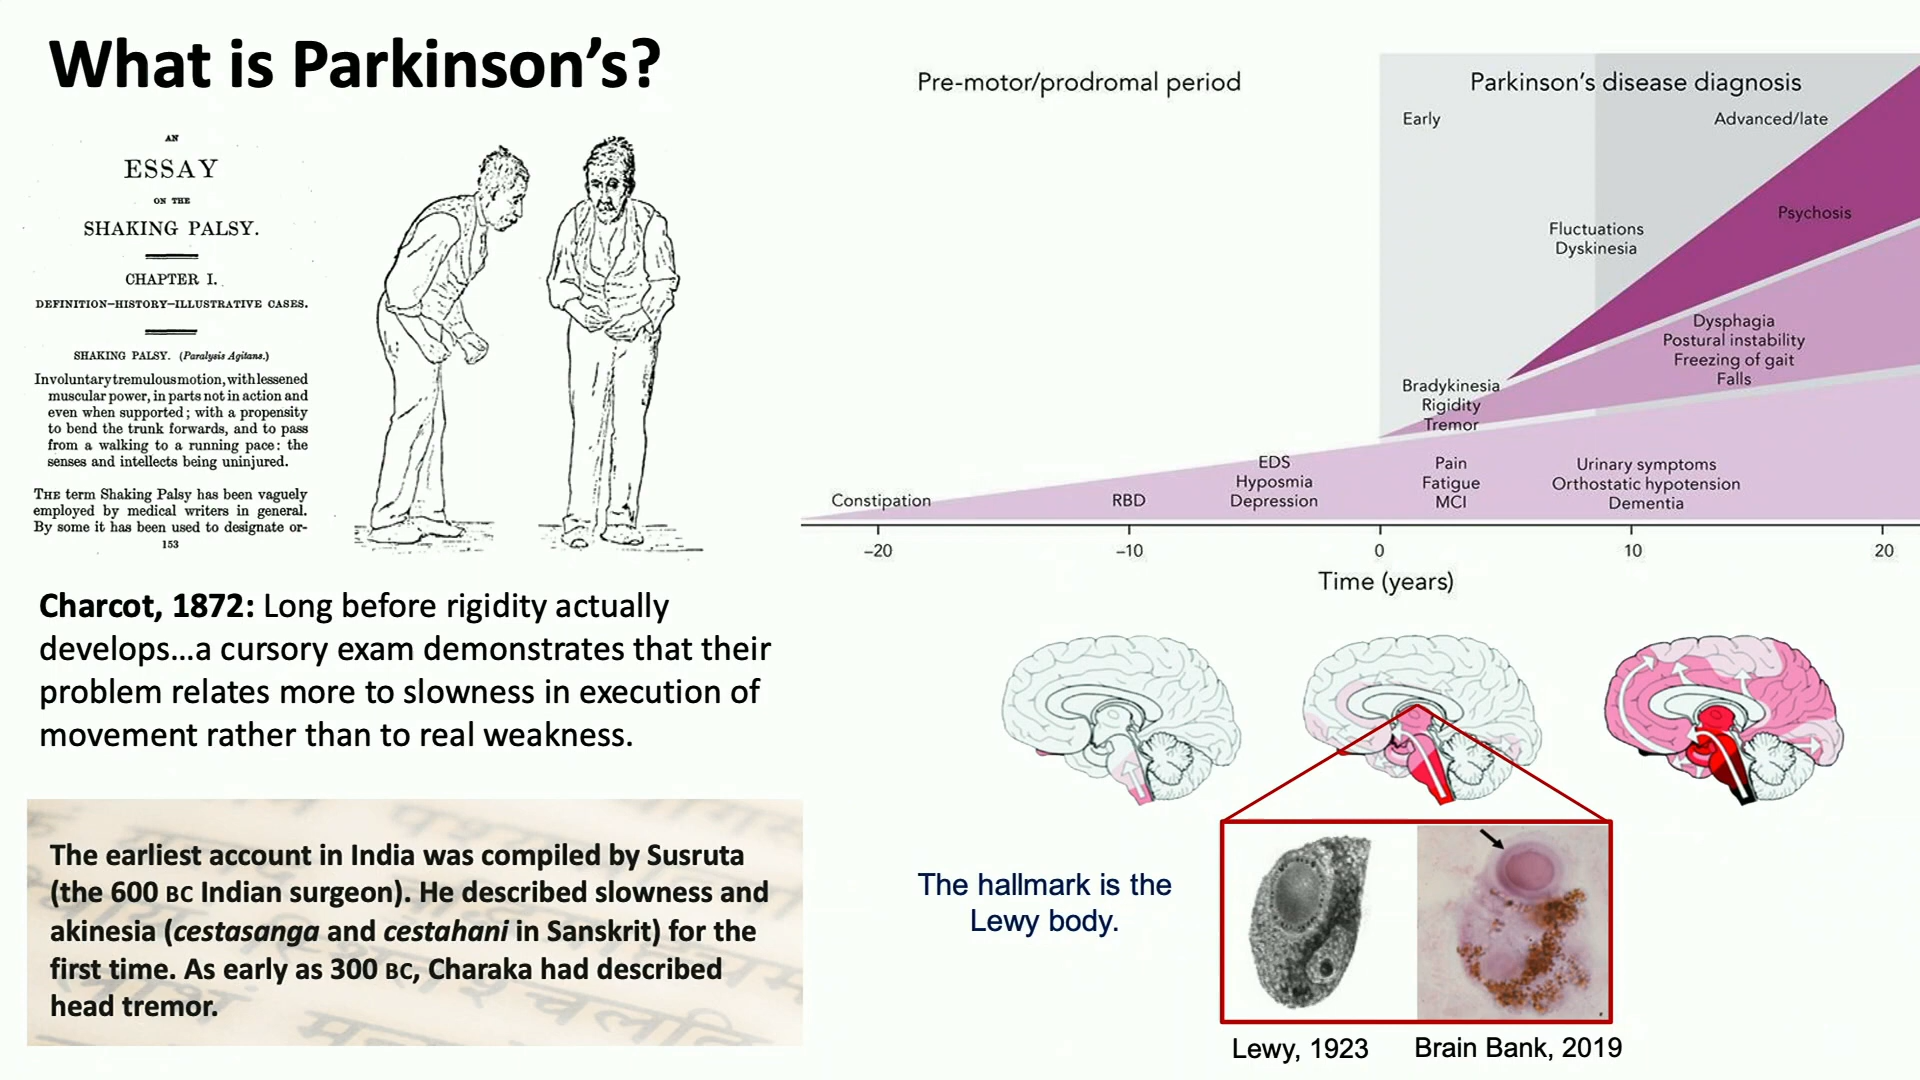 What is Parkinson's?
AN
ESSAY
ON THE
SHAKING PALSY.
CHAPTER I.
DEFINITION—HISTORY—ILLUSTRATIVE CASES.
SHAKING PALSY. (Paralysis Agitans.)
Involuntary tremulous motion, with lessened
muscular power, in parts not in action and
even when supported; with a propensity
to bend the trunk forwards, and to pass
from a walking to a running pace: the
senses and intellects being uninjured.
THE term Shaking Palsy has been vaguely
employed by medical writers in general.
By some it has been used to designate or-
153
Charcot, 1872: Long before rigidity actually
develops...a cursory exam demonstrates that their
problem relates more to slowness in execution of
movement rather than to real weakness.
The earliest account in India was compiled by Susruta
(the 600 BC Indian surgeon). He described slowness and
akinesia (cestasanga and cestahani in Sanskrit) for the
first time. As early as 300 BC, Charaka had described
head tremor.
Pre-motor/prodromal period
Parkinson's disease diagnosis
Early
Advanced/late
Psychosis
Fluctuations
Dyskinesia
Dysphagia
Postural instability
Freezing of gait
Falls
Bradykinesia
Rigidity
Tremor
Constipation
RBD
EDS
Hyposmia
Depression
Pain
Fatigue
MCI
Urinary symptoms
Orthostatic hypotension
Dementia
–20
–10
0
10
20
Time (years)
The hallmark is the
Lewy body.
Lewy, 1923
Brain Bank, 2019